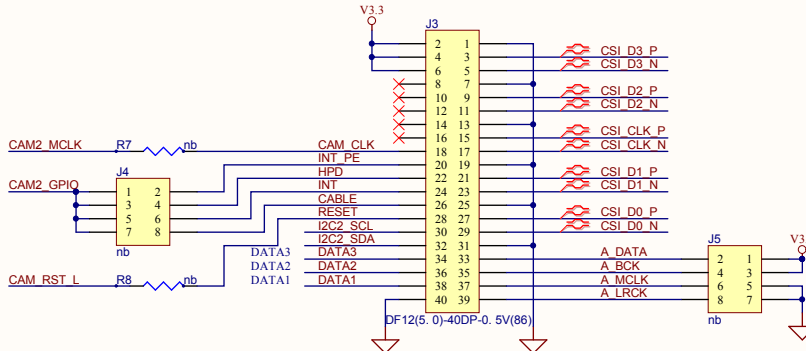 V3.3
J3
2 1
4 3 CSI_D3_P
6 5 CSI_D3_N
8 7
10 9 CSI_D2_P
12 11 CSI_D2_N
14 13
16 15 CSI_CLK_P
CAM2_MCLK R7 nb CAM_CLK 18 17 CSI_CLK_N
INT_PE 20 19
J4 HPD 22 21 CSI_D1_P
CAM2_GPIO 1 2 INT 24 23 CSI_D1_N
3 4 CABLE 26 25
5 6 RESET 28 27 CSI_D0_P
7 8 I2C2_SCL 30 29 CSI_D0_N
nb I2C2_SDA 32 31 J5 V3
DATA3 DATA3 34 33 A_DATA 2 1
DATA2 DATA2 36 35 A_BCK 4 3
CAM_RST_L R8 nb DATA1 DATA1 38 37 A_MCLK 6 5
40 39 A_LRCK 8 7
DF12(5. 0)-40DP-0. 5V(86) nb